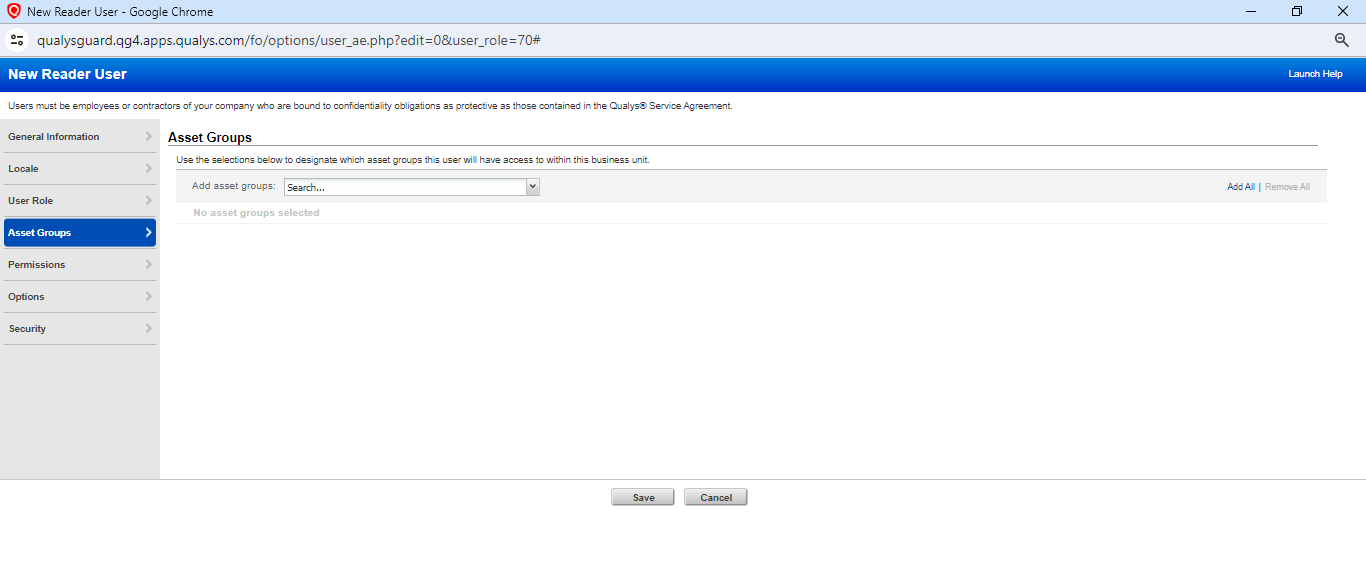 New Reader User - Google Chrome
qualysguard.qg4.apps.qualys.com/fo/options/user_ae.php?edit=0&user_role=70#
New Reader User
Launch Help
Users must be employees or contractors of your company who are bound to confidentiality obligations as protective as those contained in the Qualys® Service Agreement.
General Information
Locale
User Role
Asset Groups
Permissions
Options
Security
Asset Groups
Use the selections below to designate which asset groups this user will have access to within this business unit.
Add asset groups: Search...
Add All | Remove All
No asset groups selected
Save Cancel